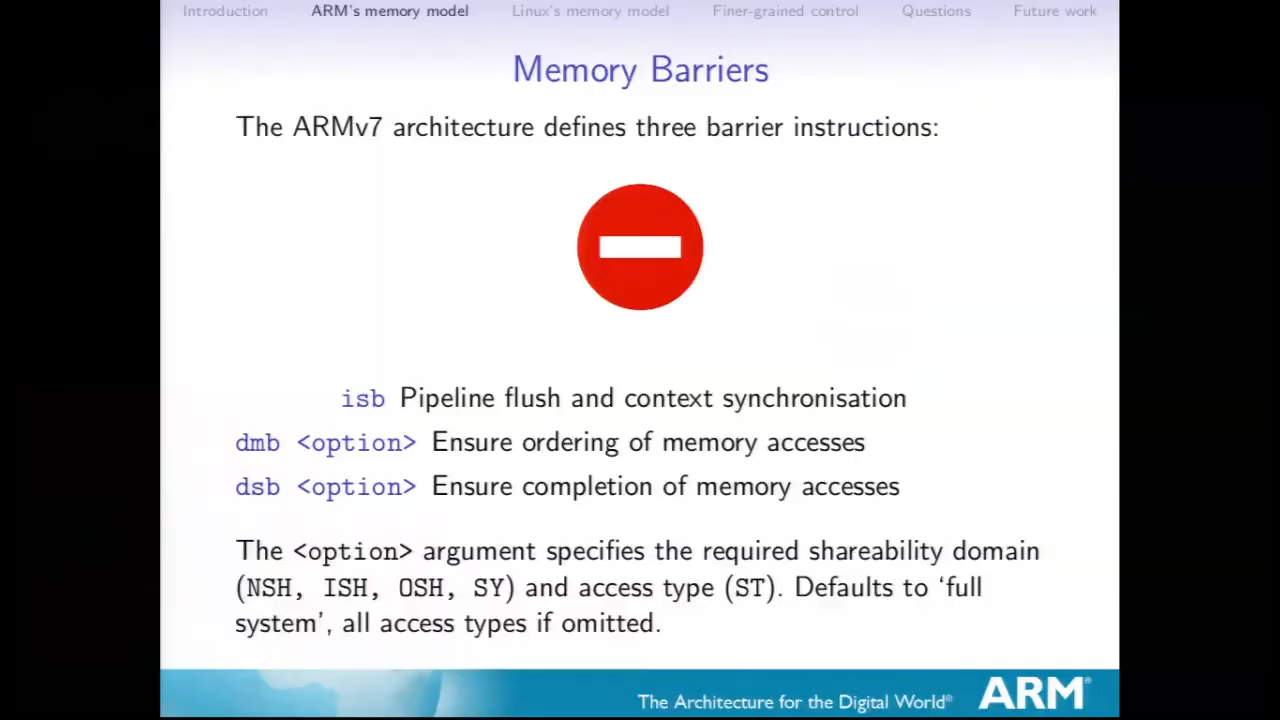 Introduction ARM's memory model Linux's memory model Finer-grained control Questions Future work
Memory Barriers
The ARMv7 architecture defines three barrier instructions:
isb Pipeline flush and context synchronisation
dmb <option> Ensure ordering of memory accesses
dsb <option> Ensure completion of memory accesses
The <option> argument specifies the required shareability domain
(NSH, ISH, OSH, SY) and access type (ST). Defaults to ‘full
system’, all access types if omitted.
The Architecture for the Digital World® ARM®